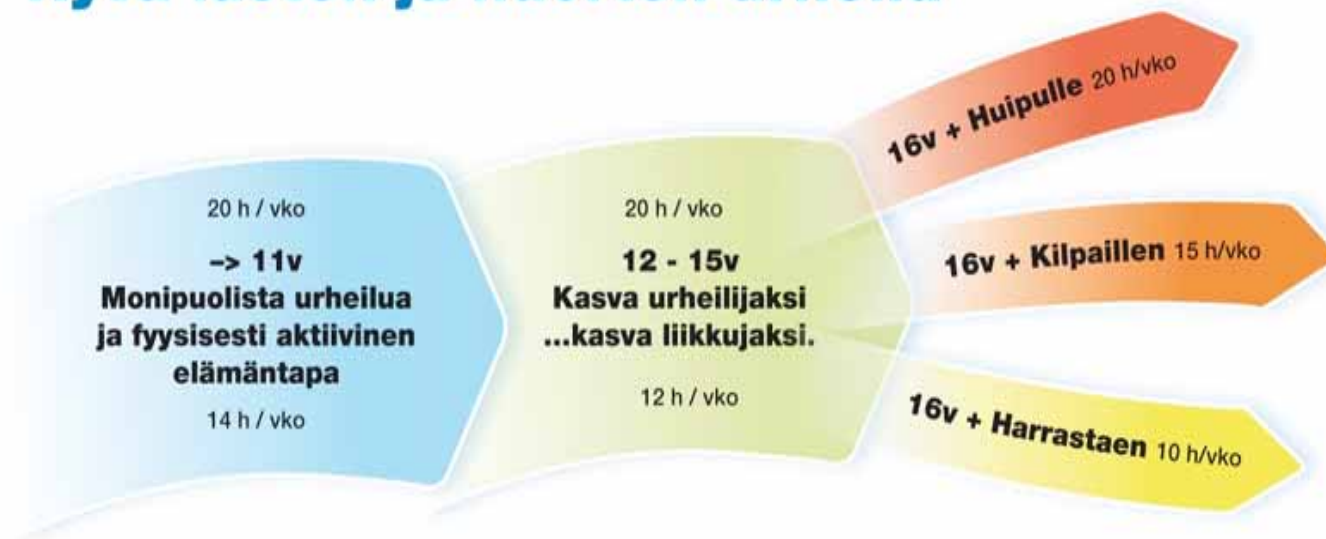 20 h / vko
–> 11v
Monipuolista urheilua
ja fyysisesti aktiivinen
elämäntapa
14 h / vko
20 h / vko
12 - 15v
Kasva urheilijaksi
...kasva liikkujaksi.
12 h / vko
16v + Huipulle 20 h/vko
16v + Kilpaillen 15 h/vko
16v + Harrastaen 10 h/vko